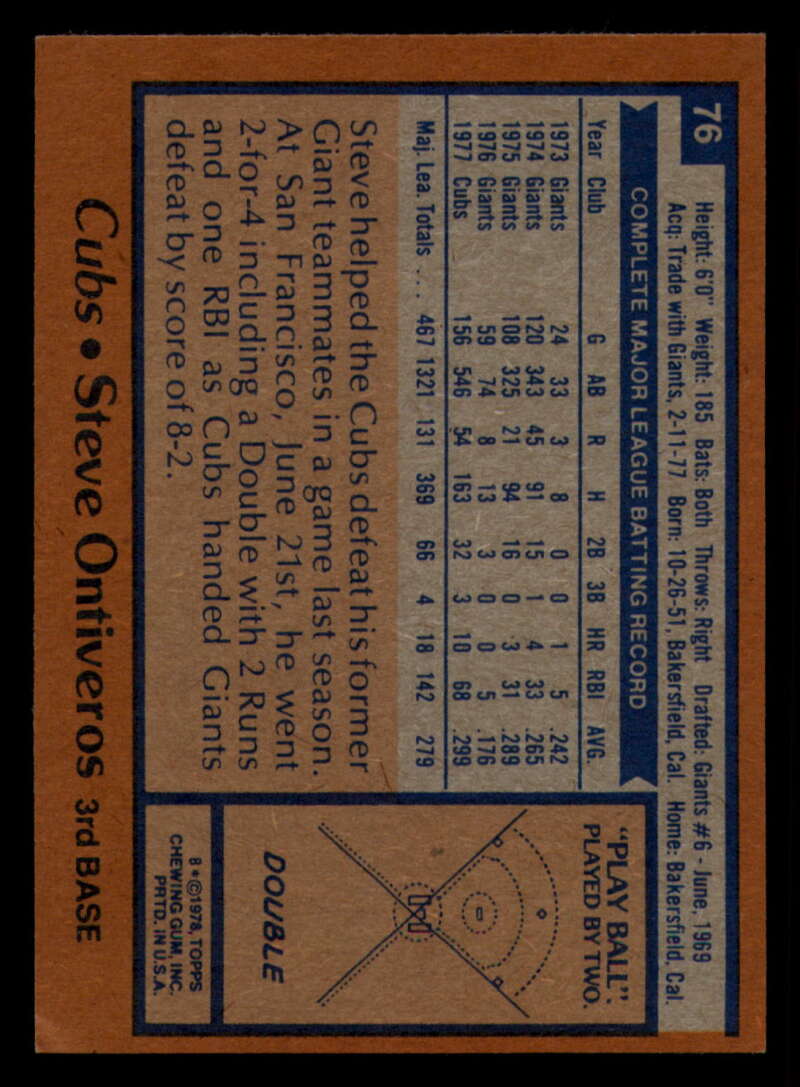 76
Height: 6'0" Weight: 185 Bats: Both Throws: Right Drafted: Giants #6 - June, 1969
Acq: Trade with Giants, 2-11-77 Born: 10-26-51, Bakersfield, Cal. Home: Bakersfield, Cal.
COMPLETE MAJOR LEAGUE BATTING RECORD
Year Club G AB R H 2B 3B HR RBI AVG.
1973 Giants 24 33 3 8 0 0 1 5 .242
1974 Giants 120 343 45 91 15 1 4 33 .265
1975 Giants 108 325 21 94 16 0 3 31 .289
1976 Giants 59 74 8 13 3 0 0 5 .176
1977 Cubs 156 546 54 163 32 3 10 68 .299
Maj. Lea. Totals ... 467 1321 131 369 66 4 18 142 279
Steve helped the Cubs defeat his former
Giant teammates in a game last season.
At San Francisco, June 21st, he went
2-for-4 including a Double with 2 Runs
and one RBI as Cubs handed Giants
defeat by score of 8-2.
"PLAY BALL":
PLAYED BY TWO.
DOUBLE
8*©1978, TOPPS
CHEWING GUM, INC.
PRTD. IN U.S.A.
Cubs • Steve Ontiveros 3rd BASE